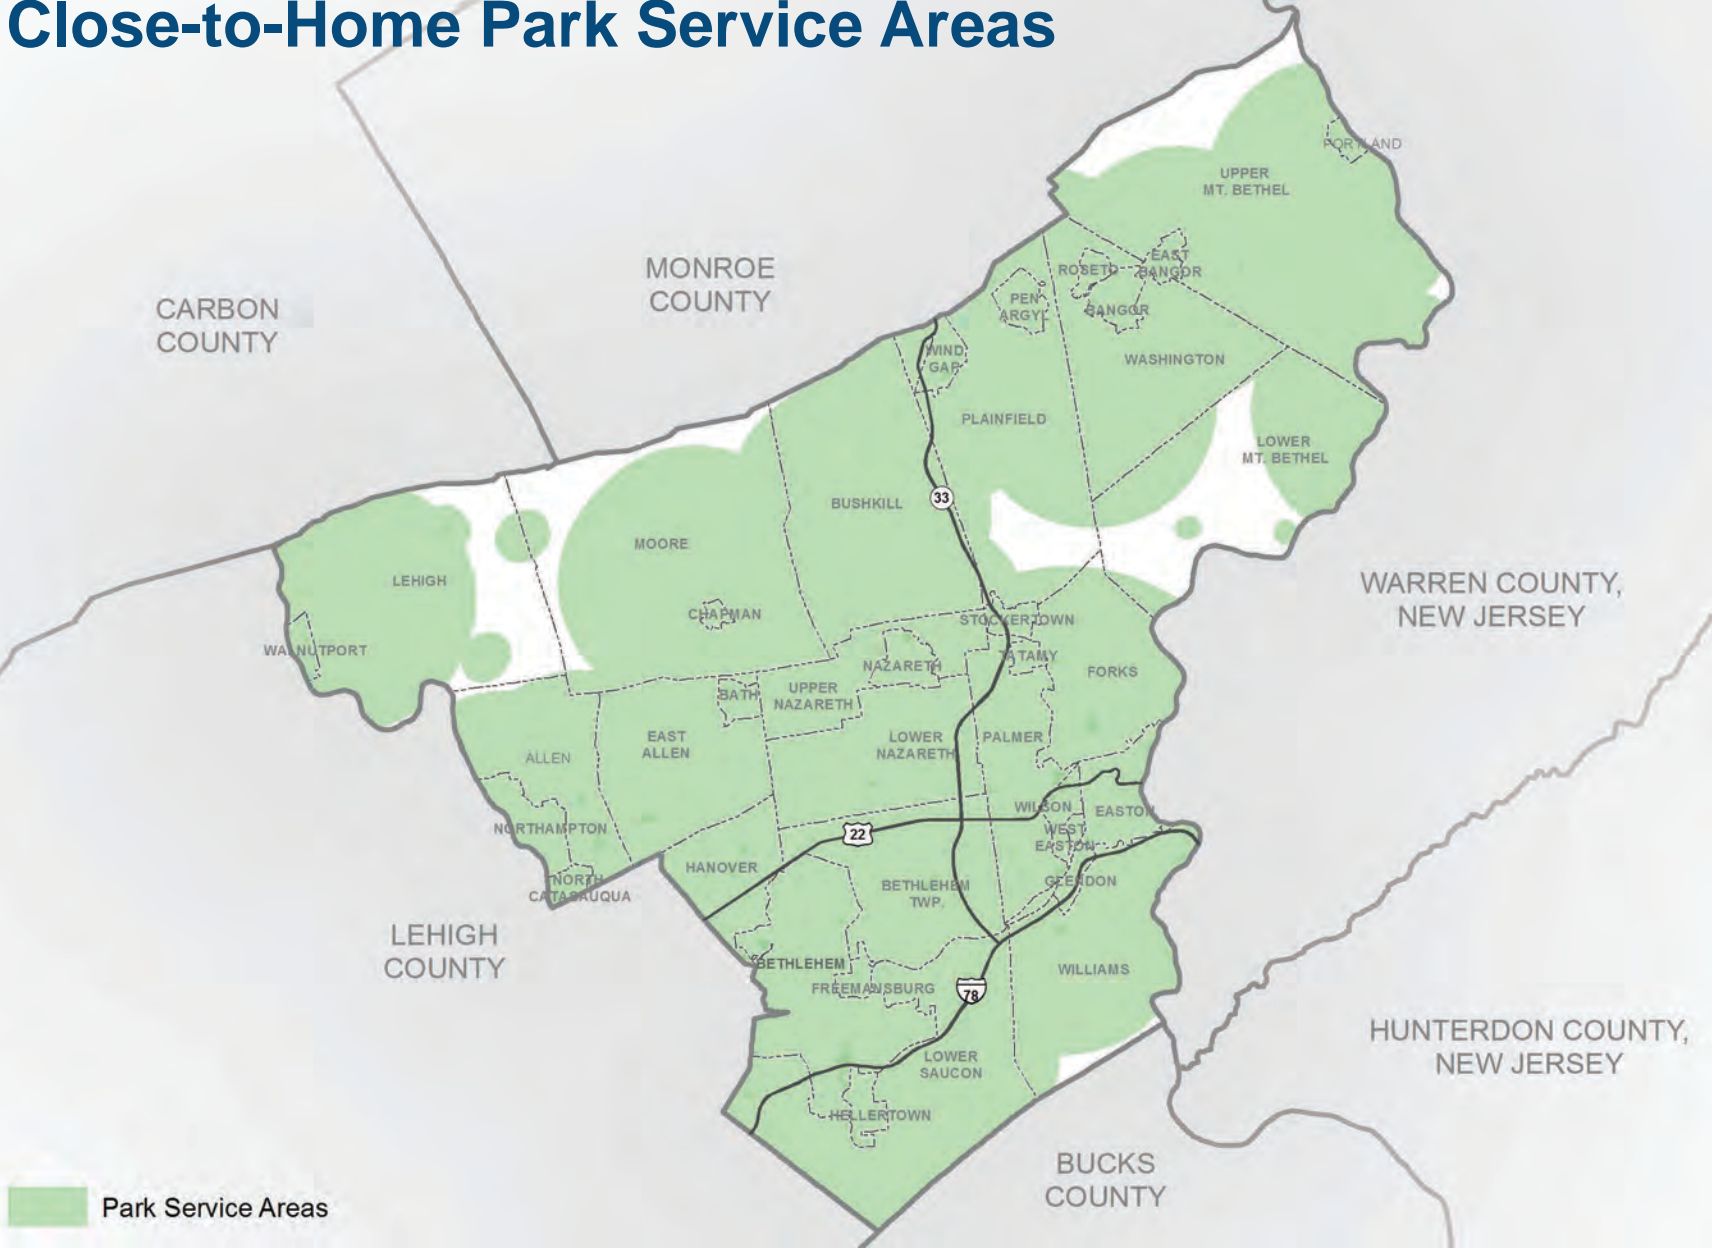 Close-to-Home Park Service Areas
PORTLAND
UPPER
MT. BETHEL
EAST
BANGOR
ROSETO
MONROE
COUNTY
PEN
ARGYL
BANGOR
CARBON
COUNTY
WIND
GAP
WASHINGTON
PLAINFIELD
LOWER
MT. BETHEL
33
BUSHKILL
MOORE
LEHIGH
WARREN COUNTY,
NEW JERSEY
CHAPMAN
STOCKERTOWN
WALNUTPORT
TATAMY
NAZARETH
FORKS
BATH
UPPER
NAZARETH
EAST
ALLEN
LOWER
NAZARETH
PALMER
ALLEN
WILSON
EASTON
NORTHAMPTON
22
WEST
EASTON
HANOVER
NORTH
CATASAUQUA
BETHLEHEM
TWP.
GLENDON
LEHIGH
COUNTY
BETHLEHEM
WILLIAMS
FREEMANSBURG
78
HUNTERDON COUNTY,
NEW JERSEY
LOWER
SAUCON
HELLERTOWN
BUCKS
COUNTY
Park Service Areas